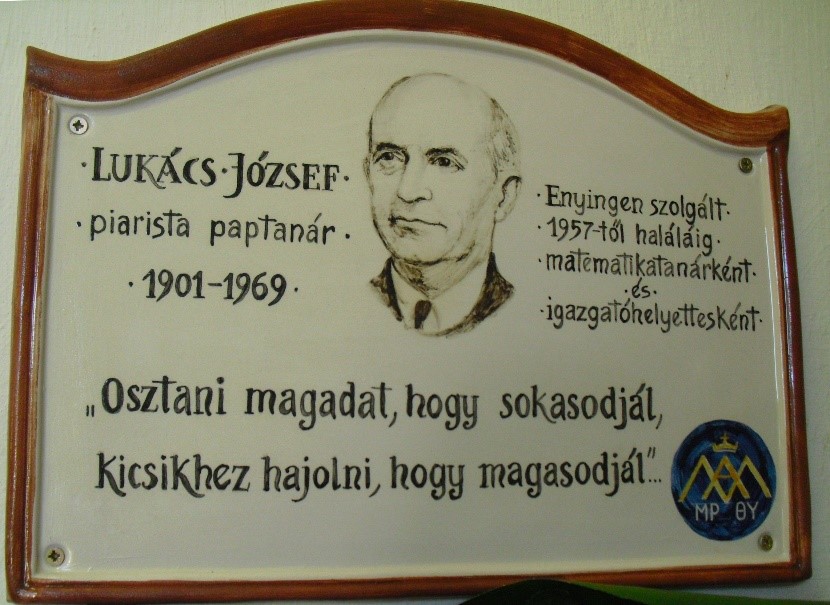 ·LUKÁCS·JÓZSEF·
·piarista paptanár·
·1901-1969·
·Enyingen szolgált·
·1957-től haláláig·
·matematikatanárként·
·és·
·igazgatóhelyettesként·
„Osztani magadat, hogy sokasodjál,
Kicsikhez hajolni, hogy magasodjál"...
MP ΘY